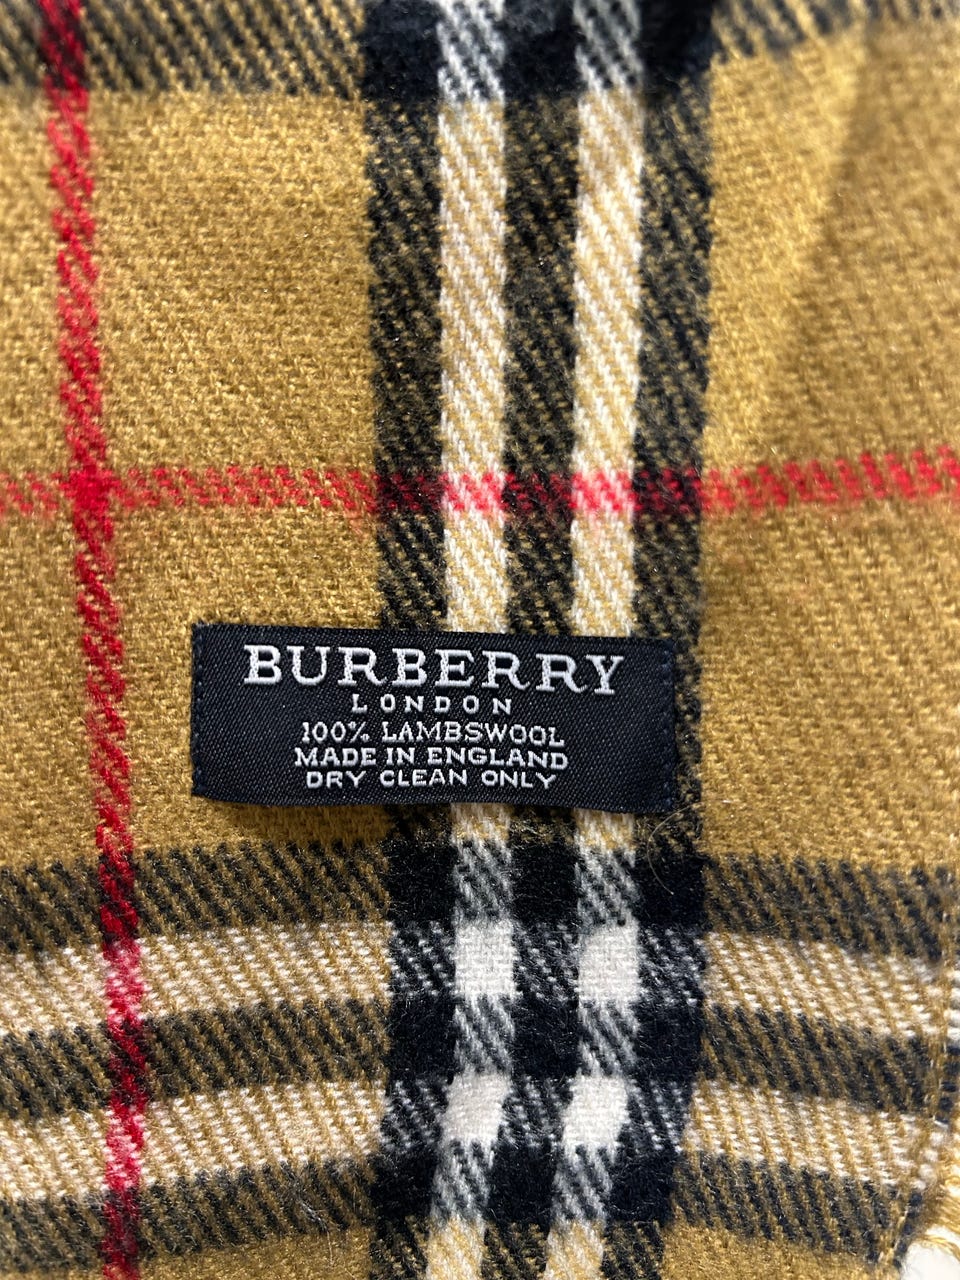 BURBERRY
LONDON
100% LAMBSWOOL
MADE IN ENGLAND
DRY CLEAN ONLY